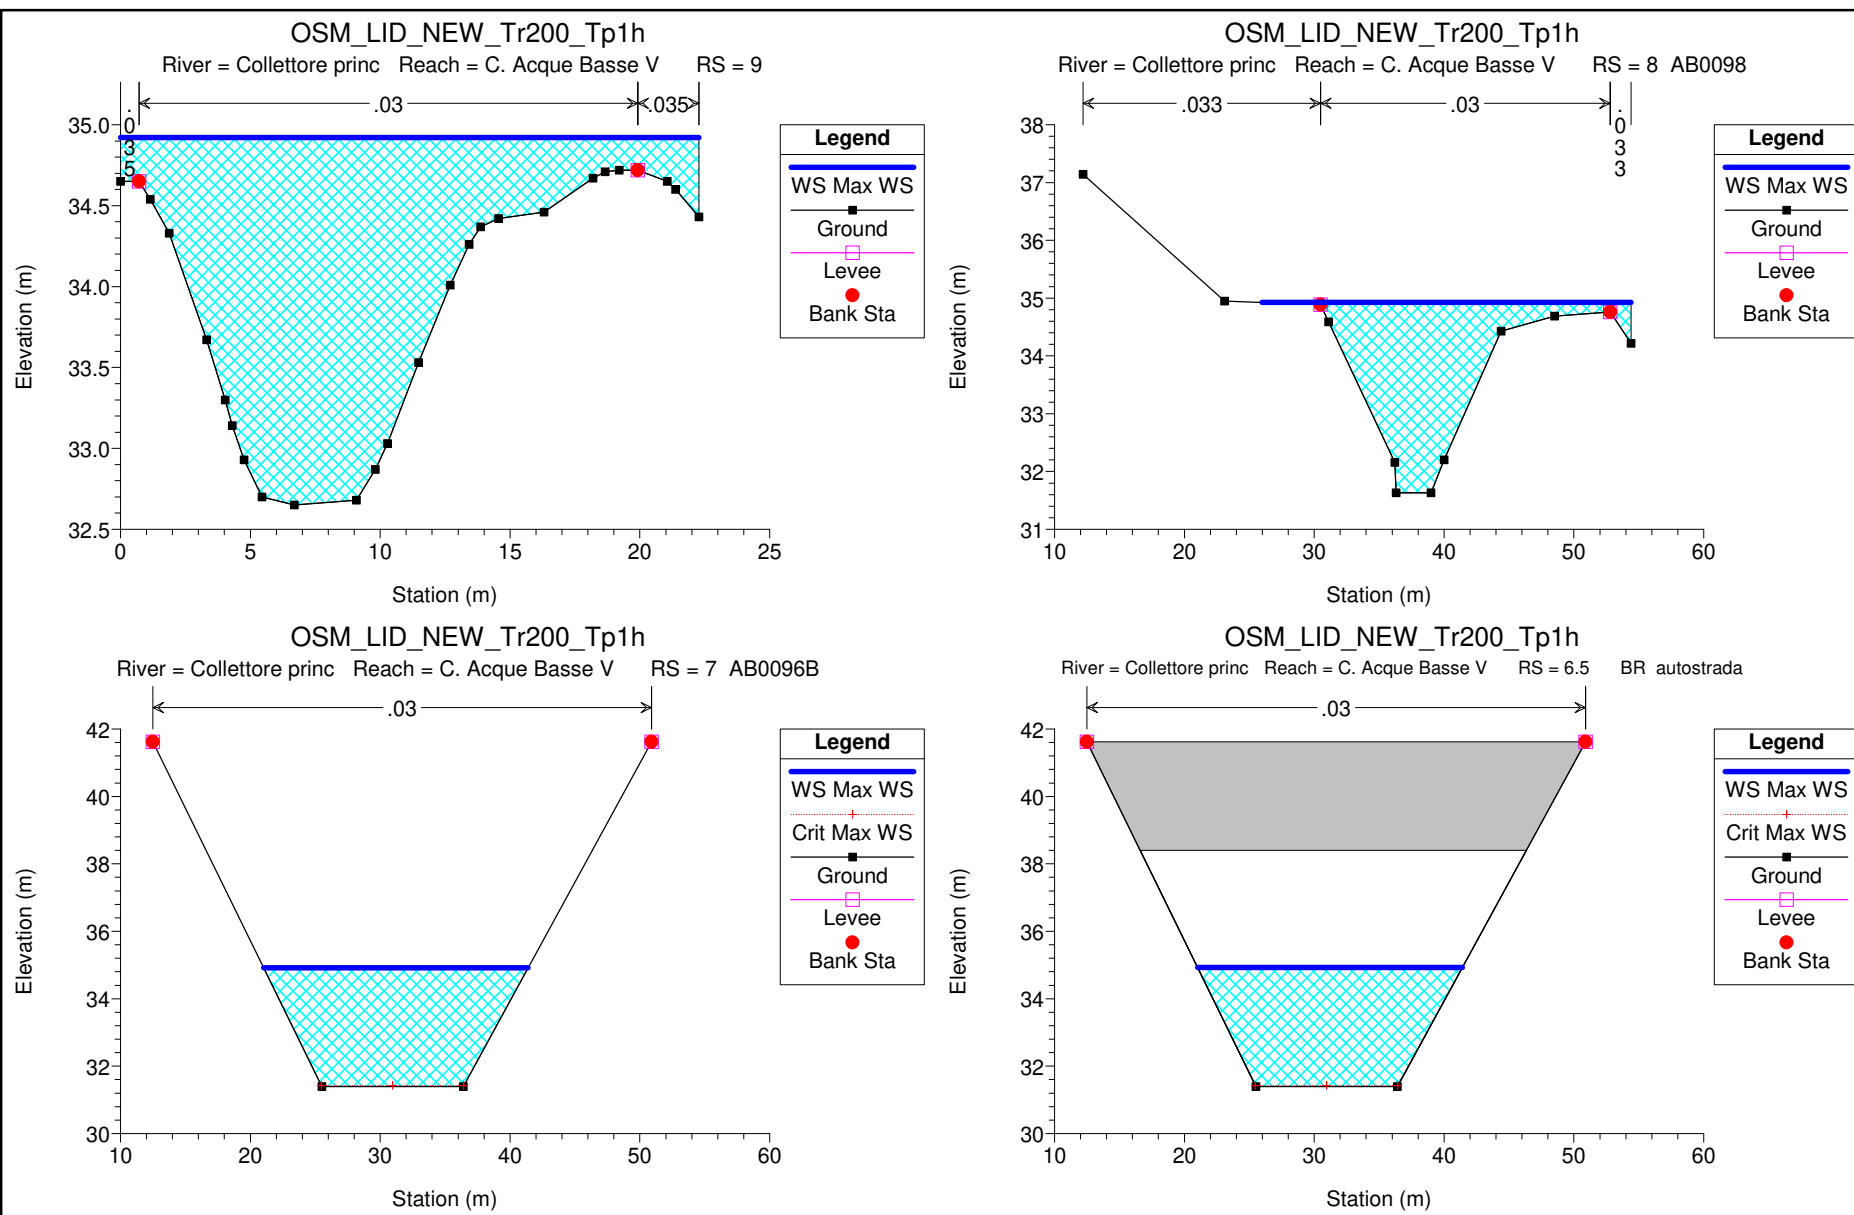 OSM_LID_NEW_Tr200_Tp1h
River = Collettore princ Reach = C. Acque Basse V RS = 9
.035
.03
.035
35.0
34.5
34.0
33.5
33.0
32.5
0 5 10 15 20 25
Elevation (m)
Station (m)
Legend
WS Max WS
Ground
Levee
Bank Sta
OSM_LID_NEW_Tr200_Tp1h
River = Collettore princ Reach = C. Acque Basse V RS = 8 AB0098
.033
.03
.033
38
37
36
35
34
33
32
31
10 20 30 40 50 60
Elevation (m)
Station (m)
Legend
WS Max WS
Ground
Levee
Bank Sta
OSM_LID_NEW_Tr200_Tp1h
River = Collettore princ Reach = C. Acque Basse V RS = 7 AB0096B
.03
42
40
38
36
34
32
30
10 20 30 40 50 60
Elevation (m)
Station (m)
Legend
WS Max WS
Crit Max WS
Ground
Levee
Bank Sta
OSM_LID_NEW_Tr200_Tp1h
River = Collettore princ Reach = C. Acque Basse V RS = 6.5 BR autostrada
.03
42
40
38
36
34
32
30
10 20 30 40 50 60
Elevation (m)
Station (m)
Legend
WS Max WS
Crit Max WS
Ground
Levee
Bank Sta